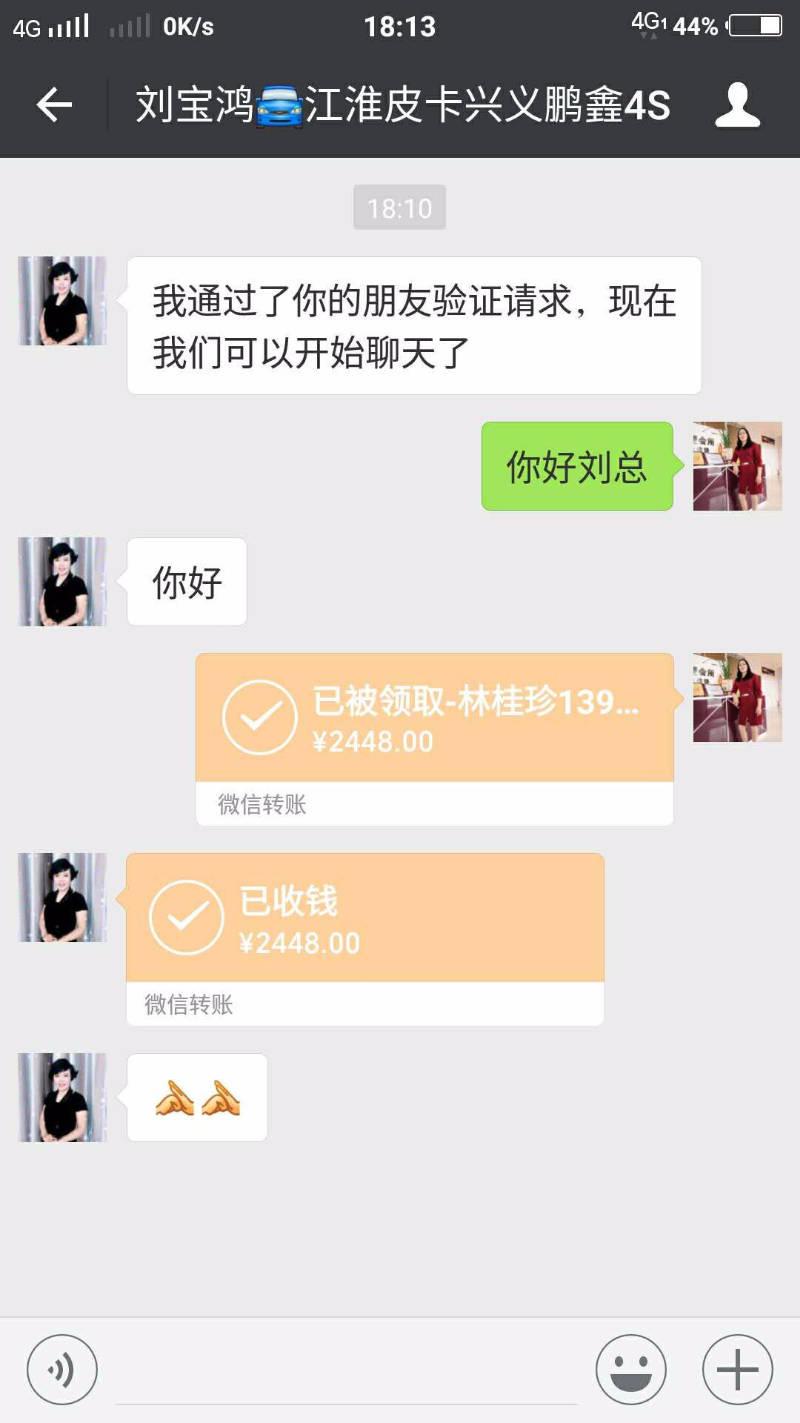 4G 0K/s 18:13 4G1 44%
刘宝鸿🚘江淮皮卡兴义鹏鑫4S
18:10
我通过了你的朋友验证请求，现在
我们可以开始聊天了
你好刘总
你好
已被领取-林桂珍139...
¥2448.00
微信转账
已收钱
¥2448.00
微信转账